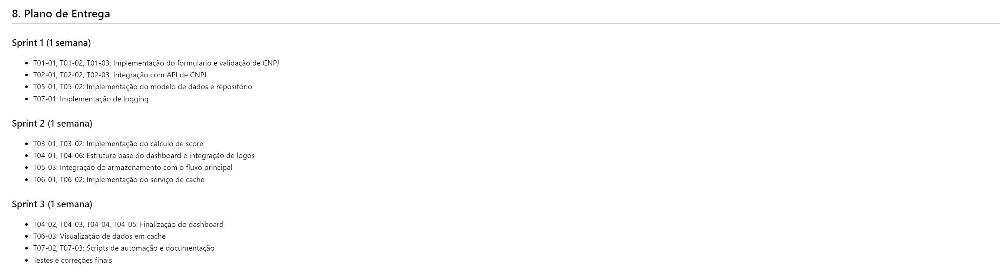 8. Plano de Entrega
Sprint 1 (1 semana)
• T01-01, T01-02, T01-03: Implementação do formulário e validação de CNPJ
• T02-01, T02-02, T02-03: Integração com API de CNPJ
• T05-01, T05-02: Implementação do modelo de dados e repositório
• T07-01: Implementação de logging
Sprint 2 (1 semana)
• T03-01, T03-02: Implementação do cálculo de score
• T04-01, T04-06: Estrutura base do dashboard e integração de logos
• T05-03: Integração do armazenamento com o fluxo principal
• T06-01, T06-02: Implementação do serviço de cache
Sprint 3 (1 semana)
• T04-02, T04-03, T04-04, T04-05: Finalização do dashboard
• T06-03: Visualização de dados em cache
• T07-02, T07-03: Scripts de automação e documentação
• Testes e correções finais